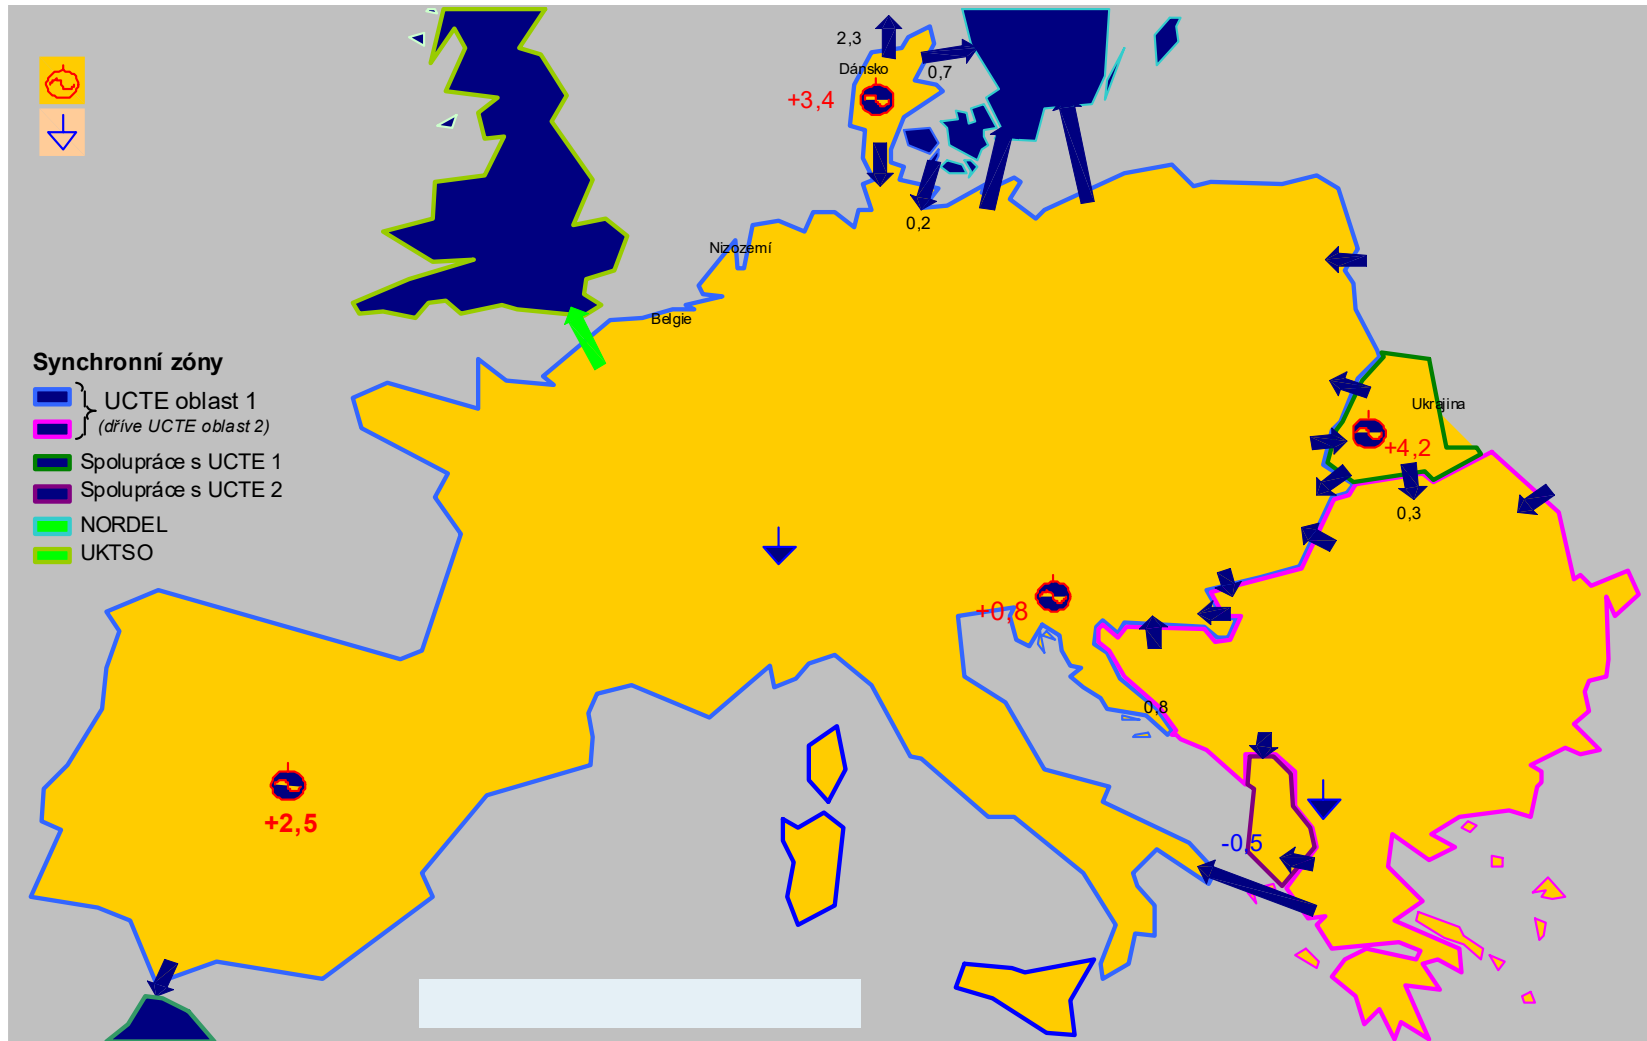 2,3
Dánsko
0,7
+3,4
0,2
Nizozemí
Belgie
Synchronní zóny
UCTE oblast 1
(dříve UCTE oblast 2)
Spolupráce s UCTE 1
Spolupráce s UCTE 2
NORDEL
UKTSO
Ukrajina
+4,2
0,3
+0,8
0,8
+2,5
-0,5